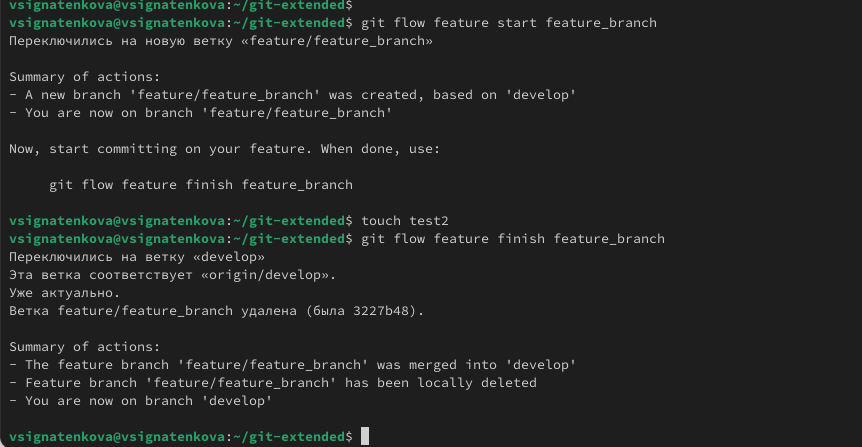 vsignatenkova@vsignatenkova:~/git-extended$
vsignatenkova@vsignatenkova:~/git-extended$ git flow feature start feature_branch
Переключились на новую ветку «feature/feature_branch»
Summary of actions:
- A new branch 'feature/feature_branch' was created, based on 'develop'
- You are now on branch 'feature/feature_branch'
Now, start committing on your feature. When done, use:
git flow feature finish feature_branch
vsignatenkova@vsignatenkova:~/git-extended$ touch test2
vsignatenkova@vsignatenkova:~/git-extended$ git flow feature finish feature_branch
Переключились на ветку «develop»
Эта ветка соответствует «origin/develop».
Уже актуально.
Ветка feature/feature_branch удалена (была 3227b48).
Summary of actions:
- The feature branch 'feature/feature_branch' was merged into 'develop'
- Feature branch 'feature/feature_branch' has been locally deleted
- You are now on branch 'develop'
vsignatenkova@vsignatenkova:~/git-extended$